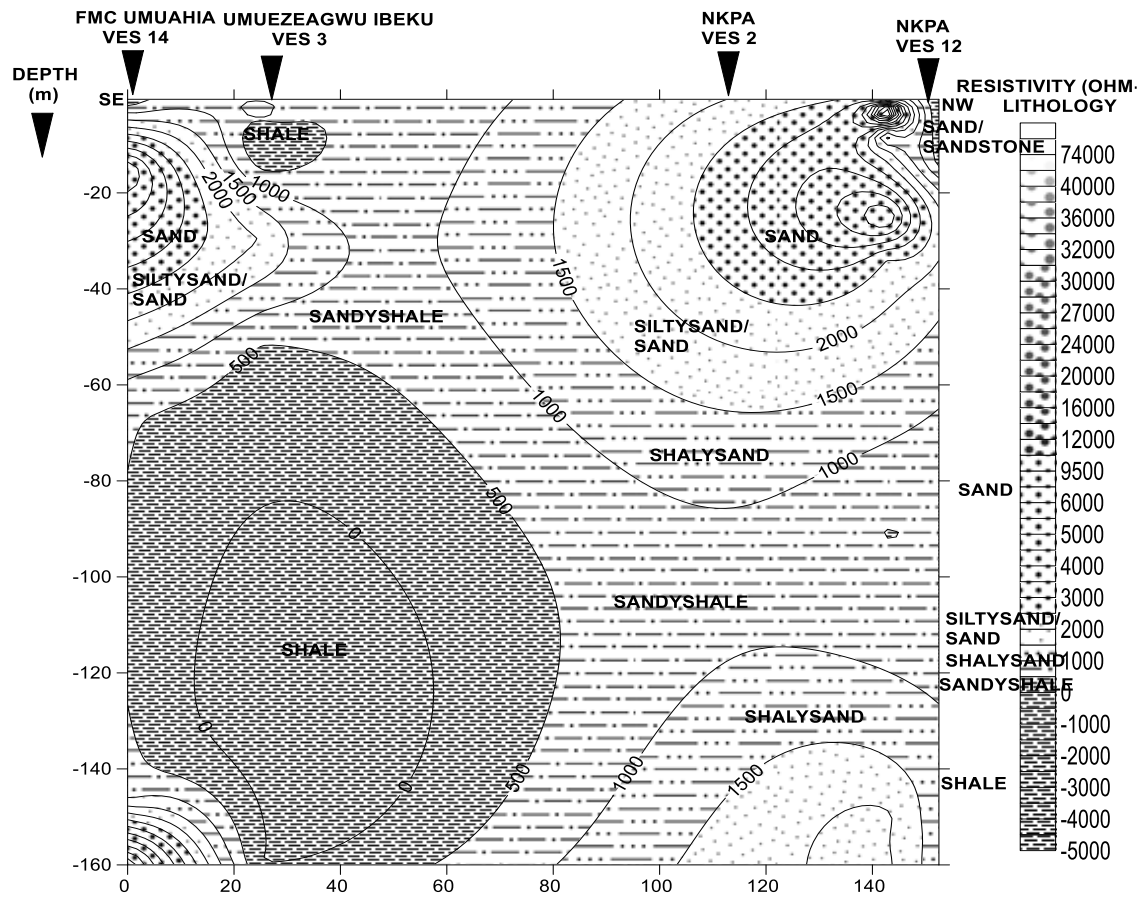 FMC UMUAHIA
VES 14
UMUEZEAGWU IBEKU
VES 3
NKPA
VES 2
NKPA
VES 12
DEPTH
(m)
RESISTIVITY (OHM-
LITHOLOGY
SE
NW
SAND/
SANDSTONE
SHALE
2000
1500
1000
SAND
SILTYSAND/
SAND
SANDYSHALE
500
SAND
1500
SILTYSAND/
SAND
2000
1500
1000
SHALYSAND
1000
500
0
SANDYSHALE
SHALE
SHALYSAND
0
0
500
1000
1500
-20
-40
-60
-80
-100
-120
-140
-160
0
20
40
60
80
100
120
140
SAND
SILTYSAND/
SAND
SHALYSAND
SANDYSHALE
SHALE
74000
40000
36000
32000
30000
27000
24000
20000
16000
12000
9500
6000
5000
4000
3000
2000
1000
0
-1000
-2000
-3000
-4000
-5000